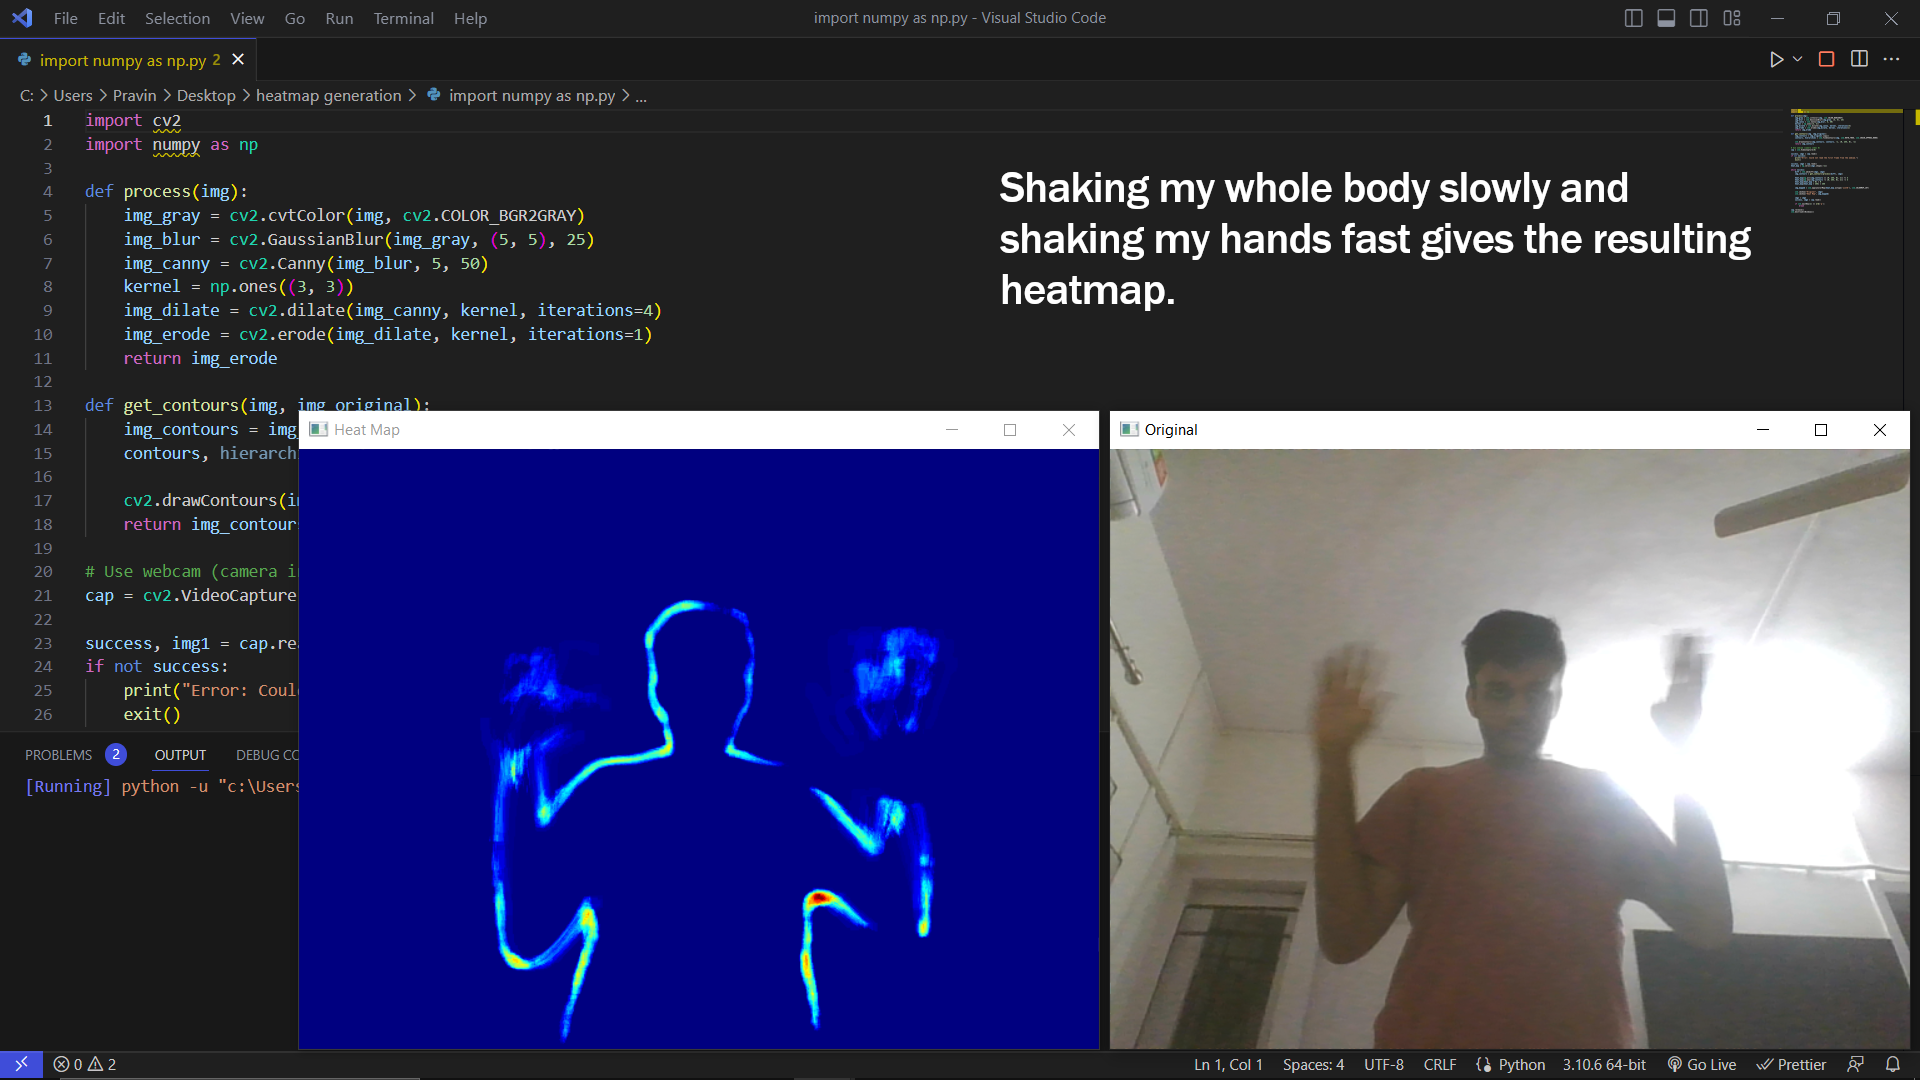 File Edit Selection View Go Run Terminal Help
import numpy as np.py - Visual Studio Code
import numpy as np.py 2
C: > Users > Pravin > Desktop > heatmap generation > import numpy as np.py > ...
1 import cv2
2 import numpy as np
3
4 def process(img):
5 img_gray = cv2.cvtColor(img, cv2.COLOR_BGR2GRAY)
6 img_blur = cv2.GaussianBlur(img_gray, (5, 5), 25)
7 img_canny = cv2.Canny(img_blur, 5, 50)
8 kernel = np.ones((3, 3))
9 img_dilate = cv2.dilate(img_canny, kernel, iterations=4)
10 img_erode = cv2.erode(img_dilate, kernel, iterations=1)
11 return img_erode
12
13 def get_contours(img, img_original):
14 img_contours = img_
15 contours, hierarch
16
17 cv2.drawContours(i
18 return img_contour
19
20 # Use webcam (camera i
21 cap = cv2.VideoCapture
22
23 success, img1 = cap.re
24 if not success:
25 print("Error: Coul
26 exit()
Shaking my whole body slowly and
shaking my hands fast gives the resulting
heatmap.
Heat Map
Original
PROBLEMS 2 OUTPUT DEBUG CO
[Running] python -u "c:\Users
0 2
Ln 1, Col 1 Spaces: 4 UTF-8 CRLF Python 3.10.6 64-bit Go Live Prettier